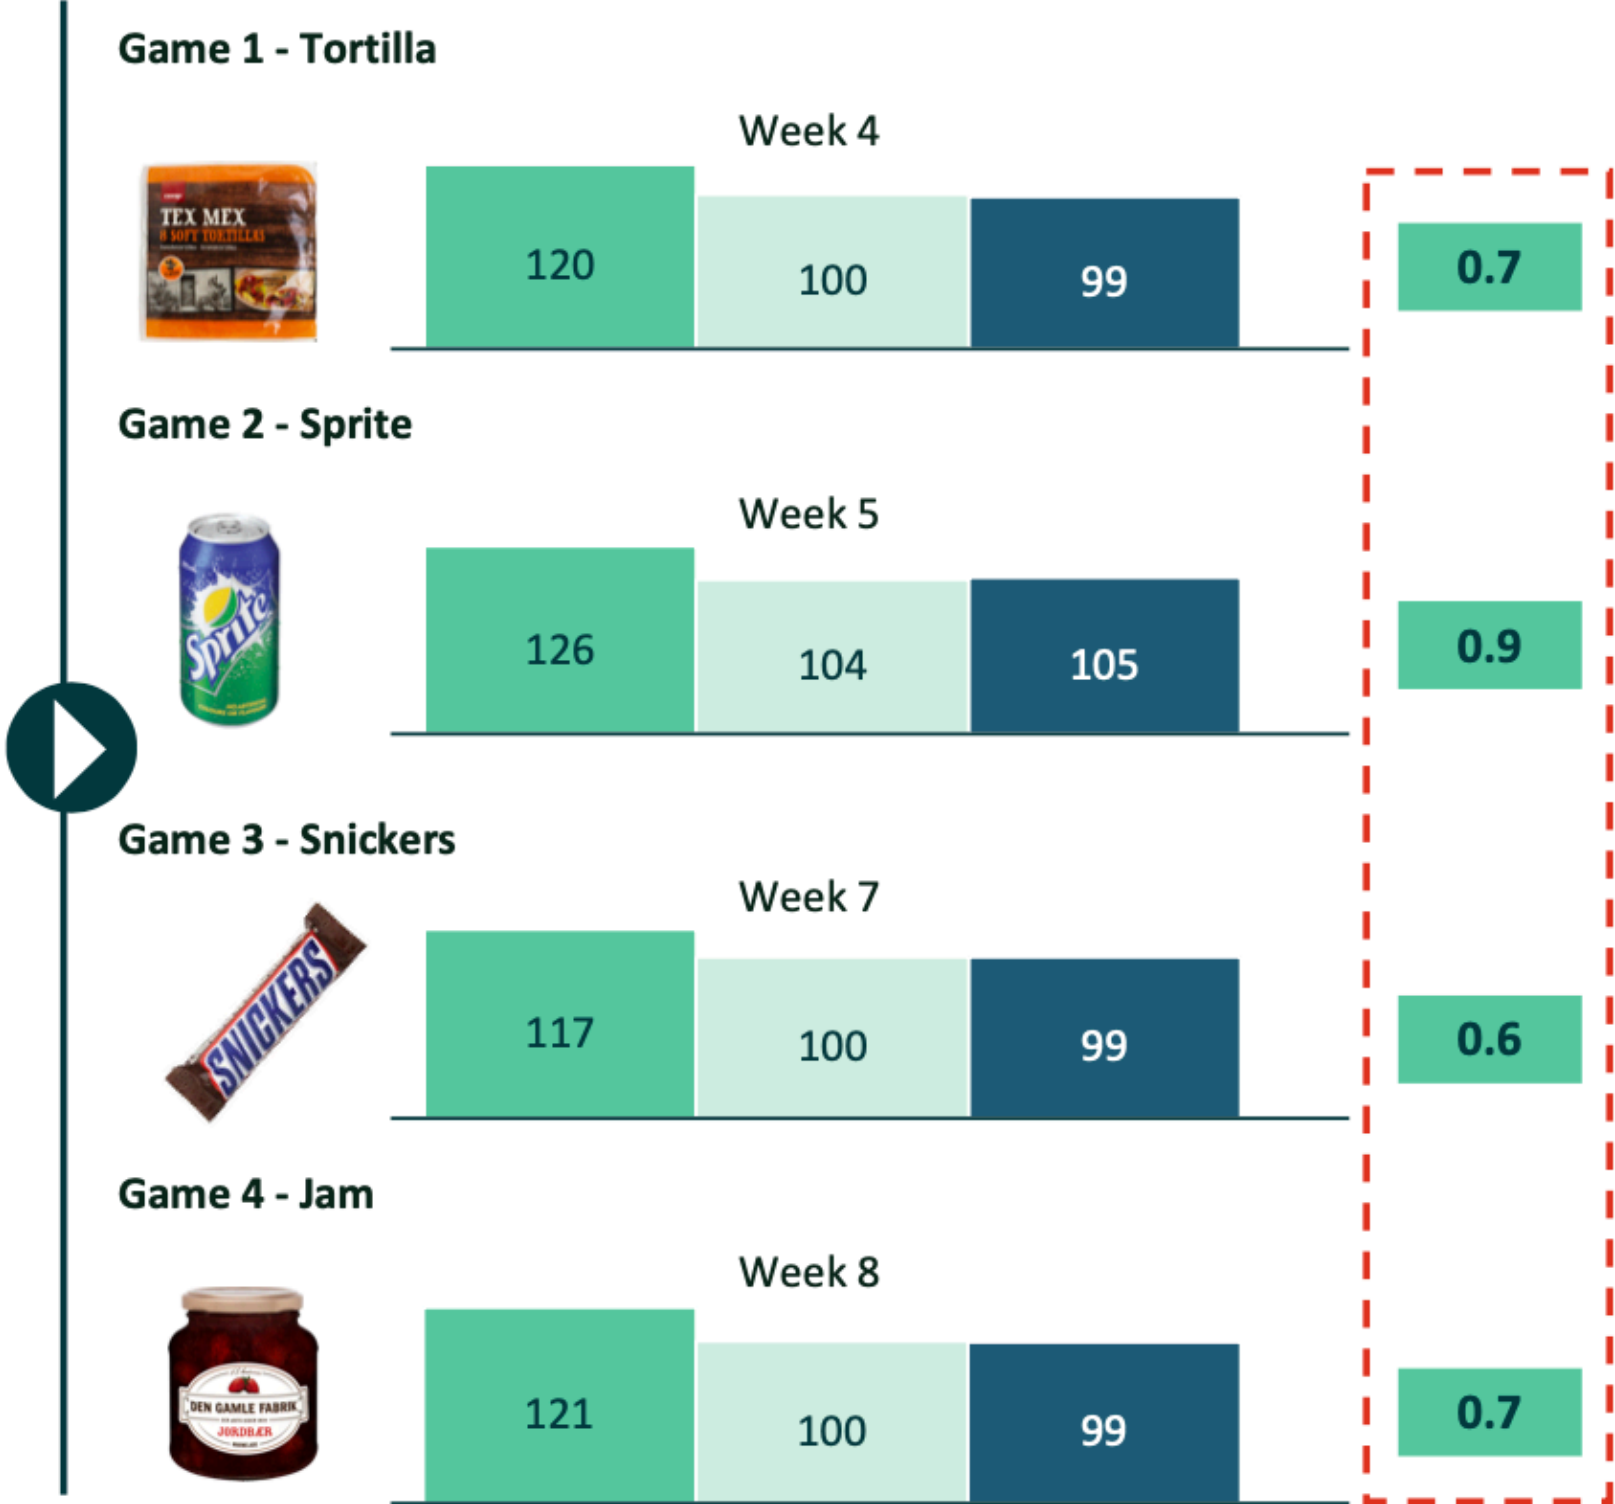 Game 1 - Tortilla
Week 4
TEX MEX
8 SOFT TORTILLAS
120
100
99
0.7
Game 2 - Sprite
Week 5
Sprite
126
104
105
0.9
Game 3 - Snickers
Week 7
SNICKERS
117
100
99
0.6
Game 4 - Jam
Week 8
DEN GAMLE FABRIK
JORDBÆR
121
100
99
0.7